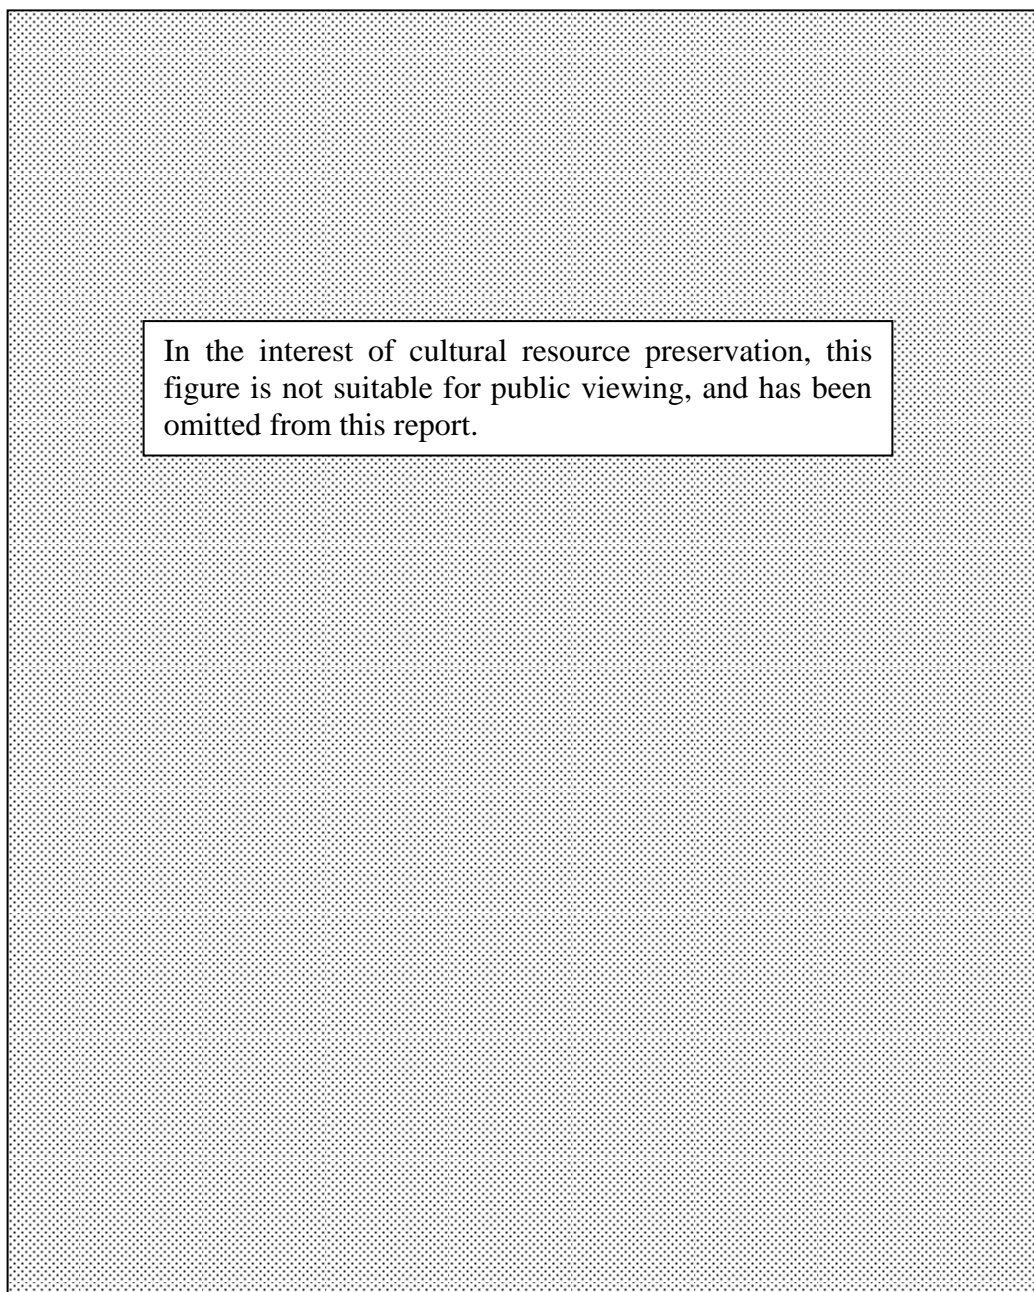 In the interest of cultural resource preservation, this
figure is not suitable for public viewing, and has been
omitted from this report.